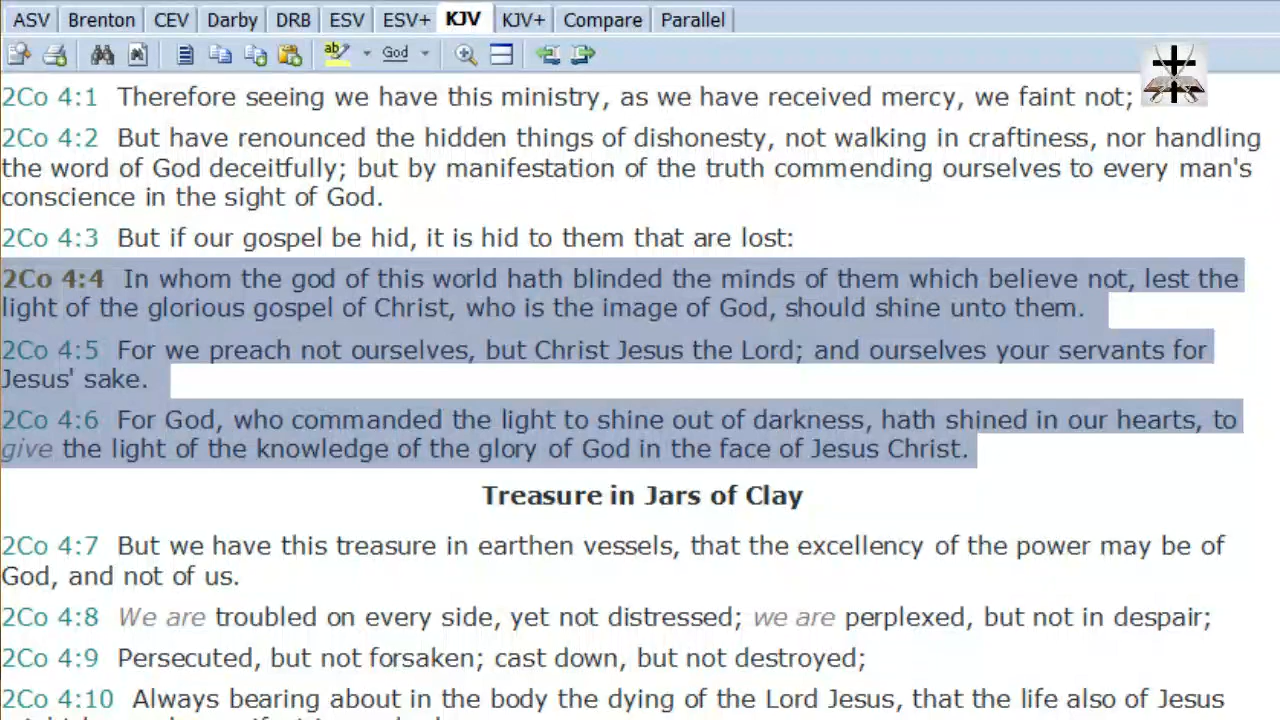 ASV Brenton CEV Darby DRB ESV ESV+ KJV KJV+ Compare Parallel
ab God
2Co 4:1 Therefore seeing we have this ministry, as we have received mercy, we faint not;
2Co 4:2 But have renounced the hidden things of dishonesty, not walking in craftiness, nor handling
the word of God deceitfully; but by manifestation of the truth commending ourselves to every man's
conscience in the sight of God.
2Co 4:3 But if our gospel be hid, it is hid to them that are lost:
2Co 4:4 In whom the god of this world hath blinded the minds of them which believe not, lest the
light of the glorious gospel of Christ, who is the image of God, should shine unto them.
2Co 4:5 For we preach not ourselves, but Christ Jesus the Lord; and ourselves your servants for
Jesus' sake.
2Co 4:6 For God, who commanded the light to shine out of darkness, hath shined in our hearts, to
give the light of the knowledge of the glory of God in the face of Jesus Christ.
Treasure in Jars of Clay
2Co 4:7 But we have this treasure in earthen vessels, that the excellency of the power may be of
God, and not of us.
2Co 4:8 We are troubled on every side, yet not distressed; we are perplexed, but not in despair;
2Co 4:9 Persecuted, but not forsaken; cast down, but not destroyed;
2Co 4:10 Always bearing about in the body the dying of the Lord Jesus, that the life also of Jesus